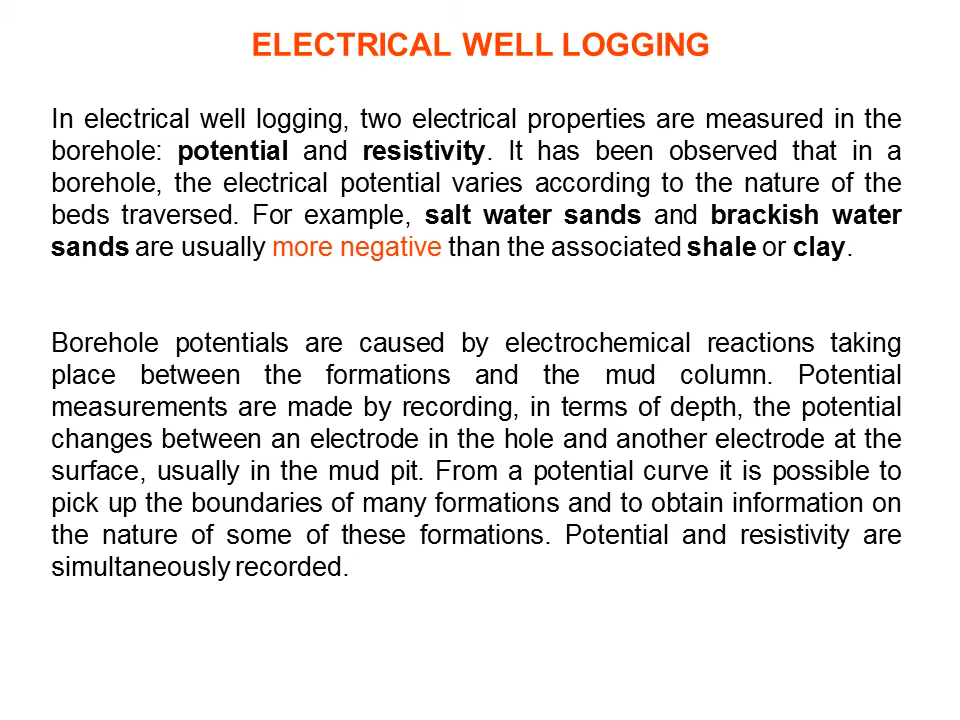 ELECTRICAL WELL LOGGING
In electrical well logging, two electrical properties are measured in the
borehole: potential and resistivity. It has been observed that in a
borehole, the electrical potential varies according to the nature of the
beds traversed. For example, salt water sands and brackish water
sands are usually more negative than the associated shale or clay.
Borehole potentials are caused by electrochemical reactions taking
place between the formations and the mud column. Potential
measurements are made by recording, in terms of depth, the potential
changes between an electrode in the hole and another electrode at the
surface, usually in the mud pit. From a potential curve it is possible to
pick up the boundaries of many formations and to obtain information on
the nature of some of these formations. Potential and resistivity are
simultaneously recorded.